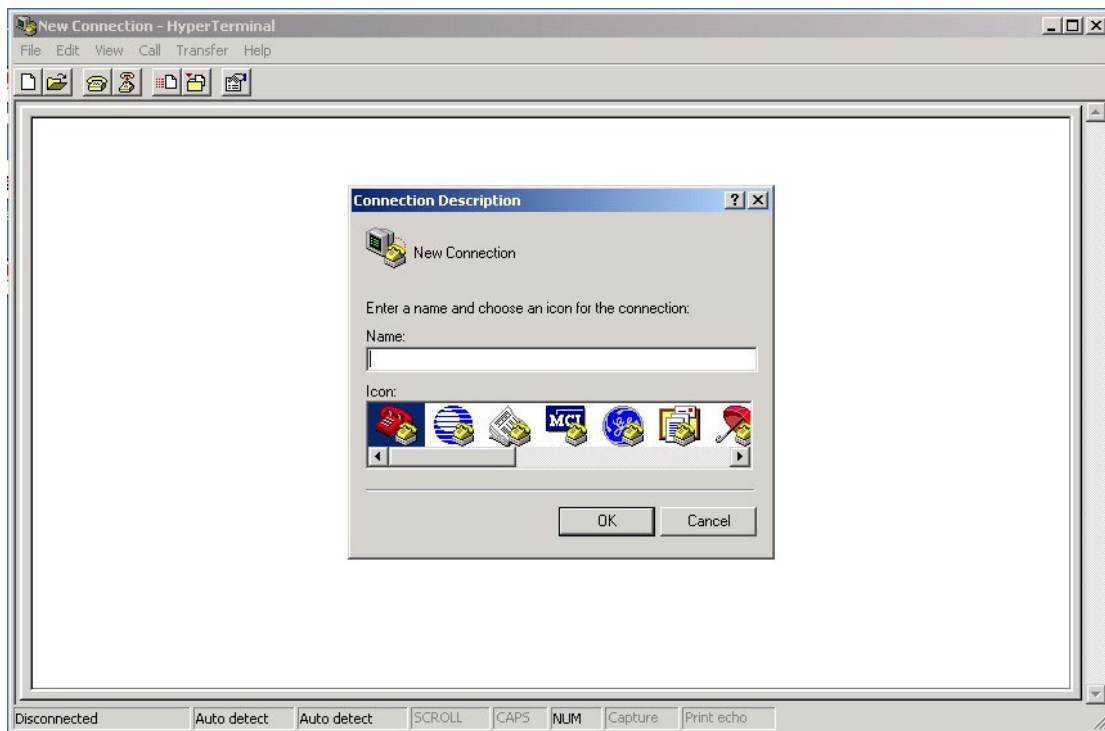 New Connection - HyperTerminal
File Edit View Call Transfer Help
Connection Description
New Connection
Enter a name and choose an icon for the connection:
Name:
Icon:
MCI
OK Cancel
Disconnected Auto detect Auto detect SCROLL CAPS NUM Capture Print echo